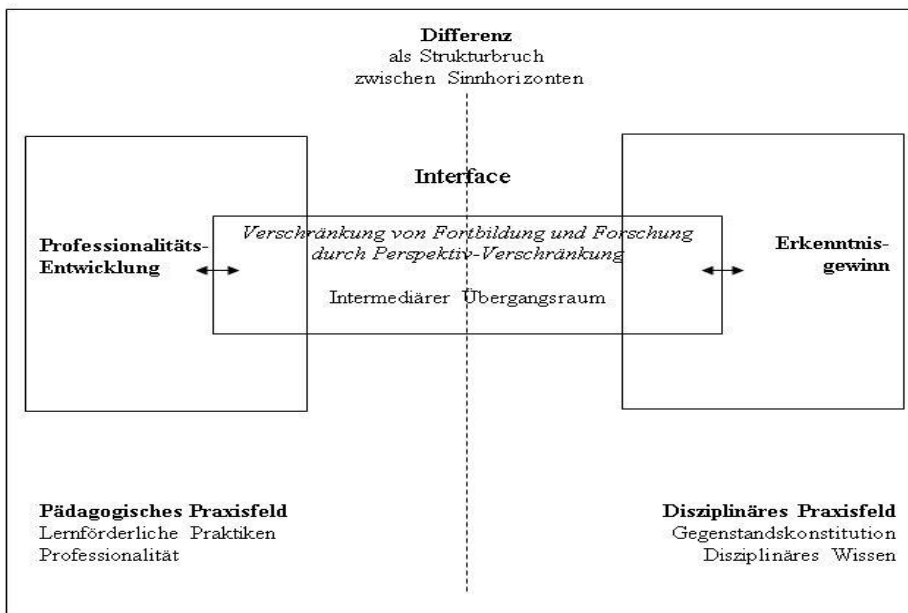 Differenz
als Strukturbruch
zwischen Sinnhorizonten
Interface
Verschränkung von Fortbildung und Forschung
durch Perspektiv-Verschränkung
Intermediärer Übergangsraum
Professionalitäts-
Entwicklung
Erkenntnis-
gewinn
Pädagogisches Praxisfeld
Lernförderliche Praktiken
Professionalität
Disziplinäres Praxisfeld
Gegenstandskonstitution
Disziplinäres Wissen